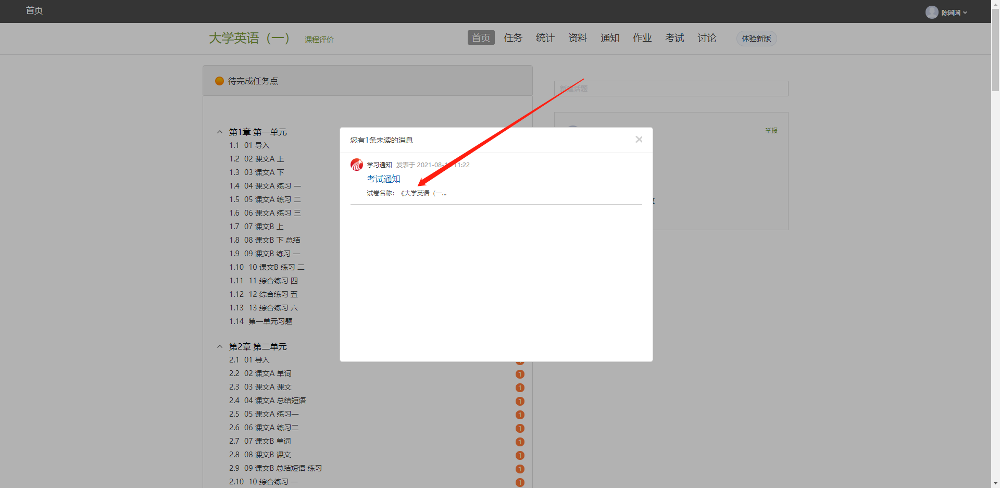 首页
陈圆圆
大学英语（一） 课程评价
首页 任务 统计 资料 通知 作业 考试 讨论 体验新版
待完成任务点
新建话题
举报
第1章 第一单元
1.1 01 导入
1.2 02 课文A 上
1.3 03 课文A 下
1.4 04 课文A 练习 一
1.5 05 课文A 练习 二
1.6 06 课文A 练习 三
1.7 07 课文B 上
1.8 08 课文B 下 总结
1.9 09 课文B 练习 一
1.10 10 课文B 练习 二
1.11 11 综合练习 四
1.12 12 综合练习 五
1.13 13 综合练习 六
1.14 第一单元习题
第2章 第二单元
2.1 01 导入
2.2 02 课文A 单词 1
2.3 03 课文A 课文 1
2.4 04 课文A 总结短语 1
2.5 05 课文A 练习一 1
2.6 06 课文A 练习二 1
2.7 07 课文B 单词 1
2.8 08 课文B 课文 1
2.9 09 课文B 总结短语 练习 1
2.10 10 综合练习 一 1
您有1条未读的消息
学习通知 发表于 2021-08-1 11:22
考试通知
试卷名称：《大学英语（一...